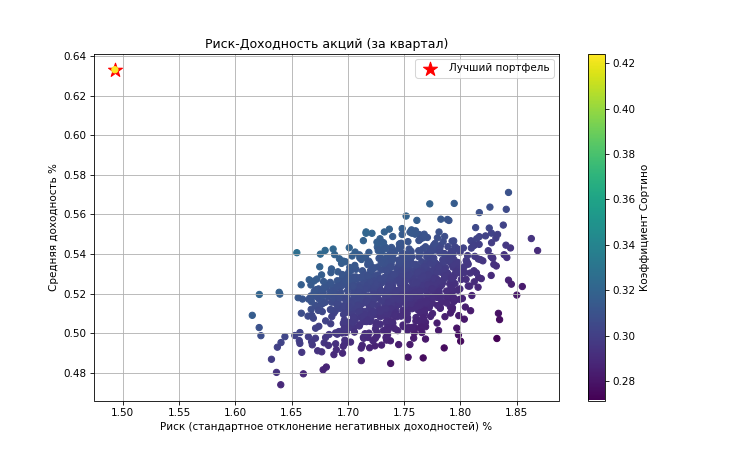 Риск-Доходность акций (за квартал)
Лучший портфель
Средняя доходность %
0.64
0.62
0.60
0.58
0.56
0.54
0.52
0.50
0.48
1.50 1.55 1.60 1.65 1.70 1.75 1.80 1.85
Риск (стандартное отклонение негативных доходностей) %
0.42
0.40
0.38
0.36
0.34
0.32
0.30
0.28
Коэффициент Сортино